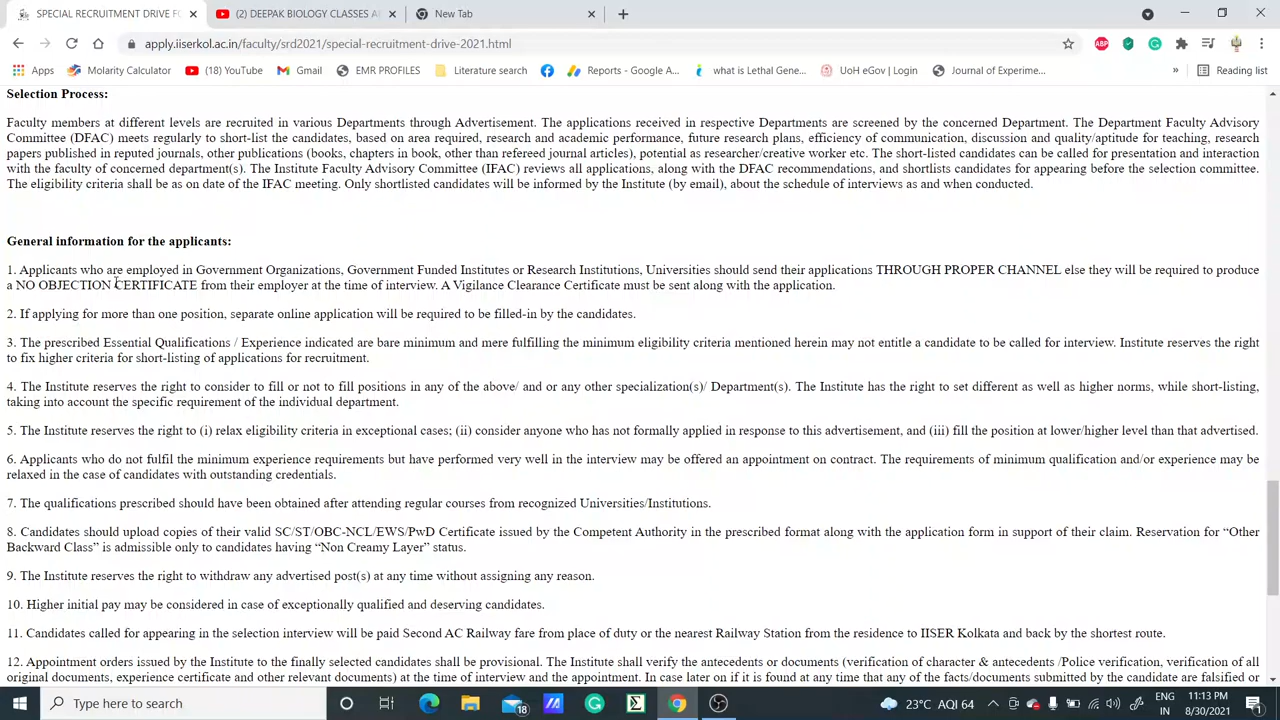 SPECIAL RECRUITMENT DRIVE FO
(2) DEEPAK BIOLOGY CLASSES A
New Tab
apply.iiserkol.ac.in/faculty/srd2021/special-recruitment-drive-2021.html
ABP
Apps
Molarity Calculator
(18) YouTube
Gmail
EMR PROFILES
Literature search
Reports - Google A...
what is Lethal Gene...
UoH eGov | Login
Journal of Experime...
»
Reading list
Selection Process:
Faculty members at different levels are recruited in various Departments through Advertisement. The applications received in respective Departments are screened by the concerned Department. The Department Faculty Advisory
Committee (DFAC) meets regularly to short-list the candidates, based on area required, research and academic performance, future research plans, efficiency of communication, discussion and quality/aptitude for teaching, research
papers published in reputed journals, other publications (books, chapters in book, other than refereed journal articles), potential as researcher/creative worker etc. The short-listed candidates can be called for presentation and interaction
with the faculty of concerned department(s). The Institute Faculty Advisory Committee (IFAC) reviews all applications, along with the DFAC recommendations, and shortlists candidates for appearing before the selection committee.
The eligibility criteria shall be as on date of the IFAC meeting. Only shortlisted candidates will be informed by the Institute (by email), about the schedule of interviews as and when conducted.
General information for the applicants:
1. Applicants who are employed in Government Organizations, Government Funded Institutes or Research Institutions, Universities should send their applications THROUGH PROPER CHANNEL else they will be required to produce
a NO OBJECTION CERTIFICATE from their employer at the time of interview. A Vigilance Clearance Certificate must be sent along with the application.
2. If applying for more than one position, separate online application will be required to be filled-in by the candidates.
3. The prescribed Essential Qualifications / Experience indicated are bare minimum and mere fulfilling the minimum eligibility criteria mentioned herein may not entitle a candidate to be called for interview. Institute reserves the right
to fix higher criteria for short-listing of applications for recruitment.
4. The Institute reserves the right to consider to fill or not to fill positions in any of the above/ and or any other specialization(s)/ Department(s). The Institute has the right to set different as well as higher norms, while short-listing,
taking into account the specific requirement of the individual department.
5. The Institute reserves the right to (i) relax eligibility criteria in exceptional cases; (ii) consider anyone who has not formally applied in response to this advertisement, and (iii) fill the position at lower/higher level than that advertised.
6. Applicants who do not fulfil the minimum experience requirements but have performed very well in the interview may be offered an appointment on contract. The requirements of minimum qualification and/or experience may be
relaxed in the case of candidates with outstanding credentials.
7. The qualifications prescribed should have been obtained after attending regular courses from recognized Universities/Institutions.
8. Candidates should upload copies of their valid SC/ST/OBC-NCL/EWS/PwD Certificate issued by the Competent Authority in the prescribed format along with the application form in support of their claim. Reservation for “Other
Backward Class” is admissible only to candidates having “Non Creamy Layer” status.
9. The Institute reserves the right to withdraw any advertised post(s) at any time without assigning any reason.
10. Higher initial pay may be considered in case of exceptionally qualified and deserving candidates.
11. Candidates called for appearing in the selection interview will be paid Second AC Railway fare from place of duty or the nearest Railway Station from the residence to IISER Kolkata and back by the shortest route.
12. Appointment orders issued by the Institute to the finally selected candidates shall be provisional. The Institute shall verify the antecedents or documents (verification of character & antecedents /Police verification, verification of all
original documents, experience certificate and other relevant documents) at the time of interview and the appointment. In case later on if it is found at any time that any of the facts/documents submitted by the candidate are falsified or
Type here to search
18
23°C AQI 64
ENG
IN
11:13 PM
8/30/2021
1